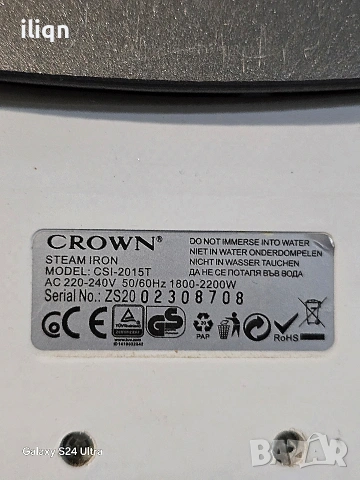 iliqn
CROWN®
STEAM IRON
MODEL: CSI-2015T
AC 220-240V 50/60Hz 1800-2200W
Serial No.: ZS20 02308708
DO NOT IMMERSE INTO WATER
NIET IN WATER ONDERDOMPELEN
NICHT IN WASSER TAUCHEN
ДА НЕ СЕ ПОТАПЯ ВЪВ ВОДА
CE
PAP
RoHS
Galaxy S24 Ultra
BAZAR